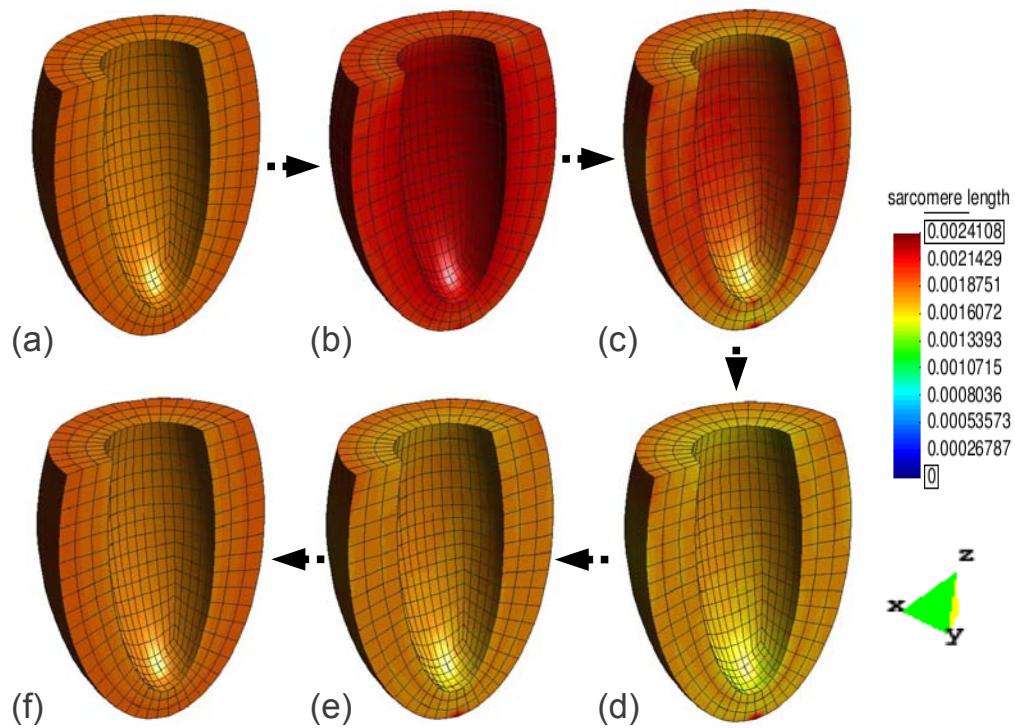 (a)
(b)
(c)
sarcomere length
0.0024108
0.0021429
0.0018751
0.0016072
0.0013393
0.0010715
0.0008036
0.00053573
0.00026787
0
(f)
(e)
(d)
z
x
y